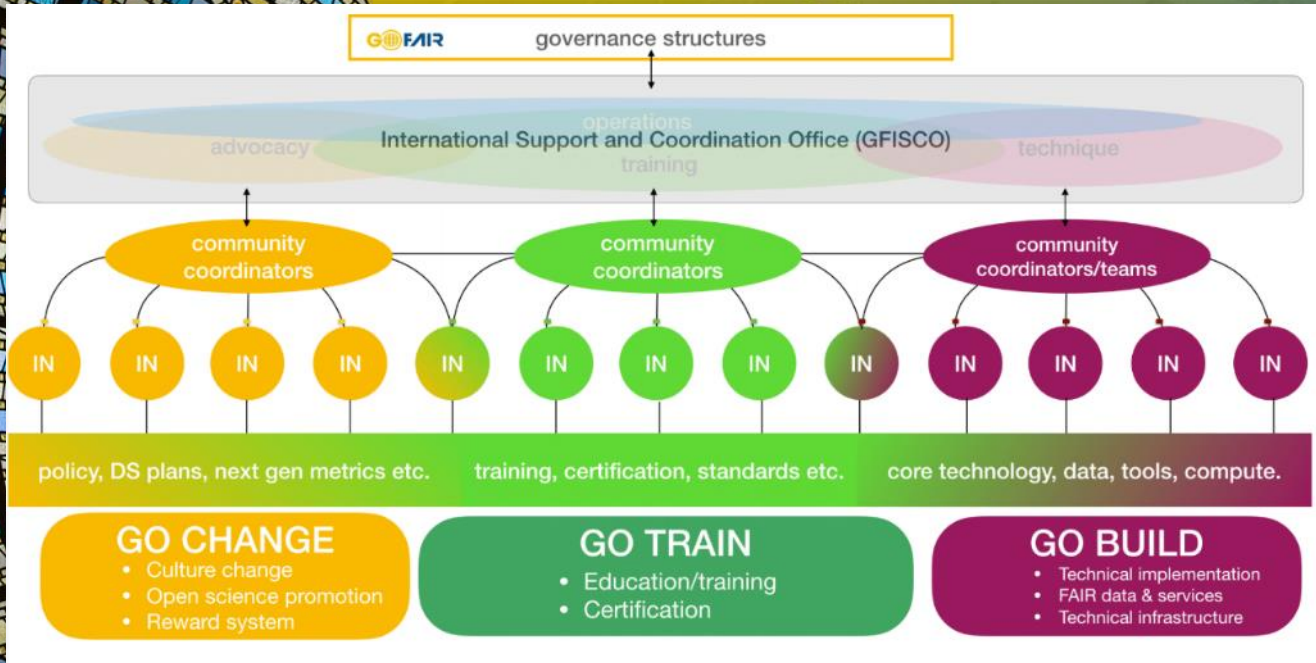 GO FAIR governance structures
operations
advocacy International Support and Coordination Office (GFISCO) technique
training
community
coordinators
community
coordinators
community
coordinators/teams
IN IN IN IN IN IN IN IN IN IN IN IN IN
policy, DS plans, next gen metrics etc. training, certification, standards etc. core technology, data, tools, compute.
GO CHANGE
• Culture change
• Open science promotion
• Reward system
GO TRAIN
• Education/training
• Certification
GO BUILD
• Technical implementation
• FAIR data & services
• Technical infrastructure